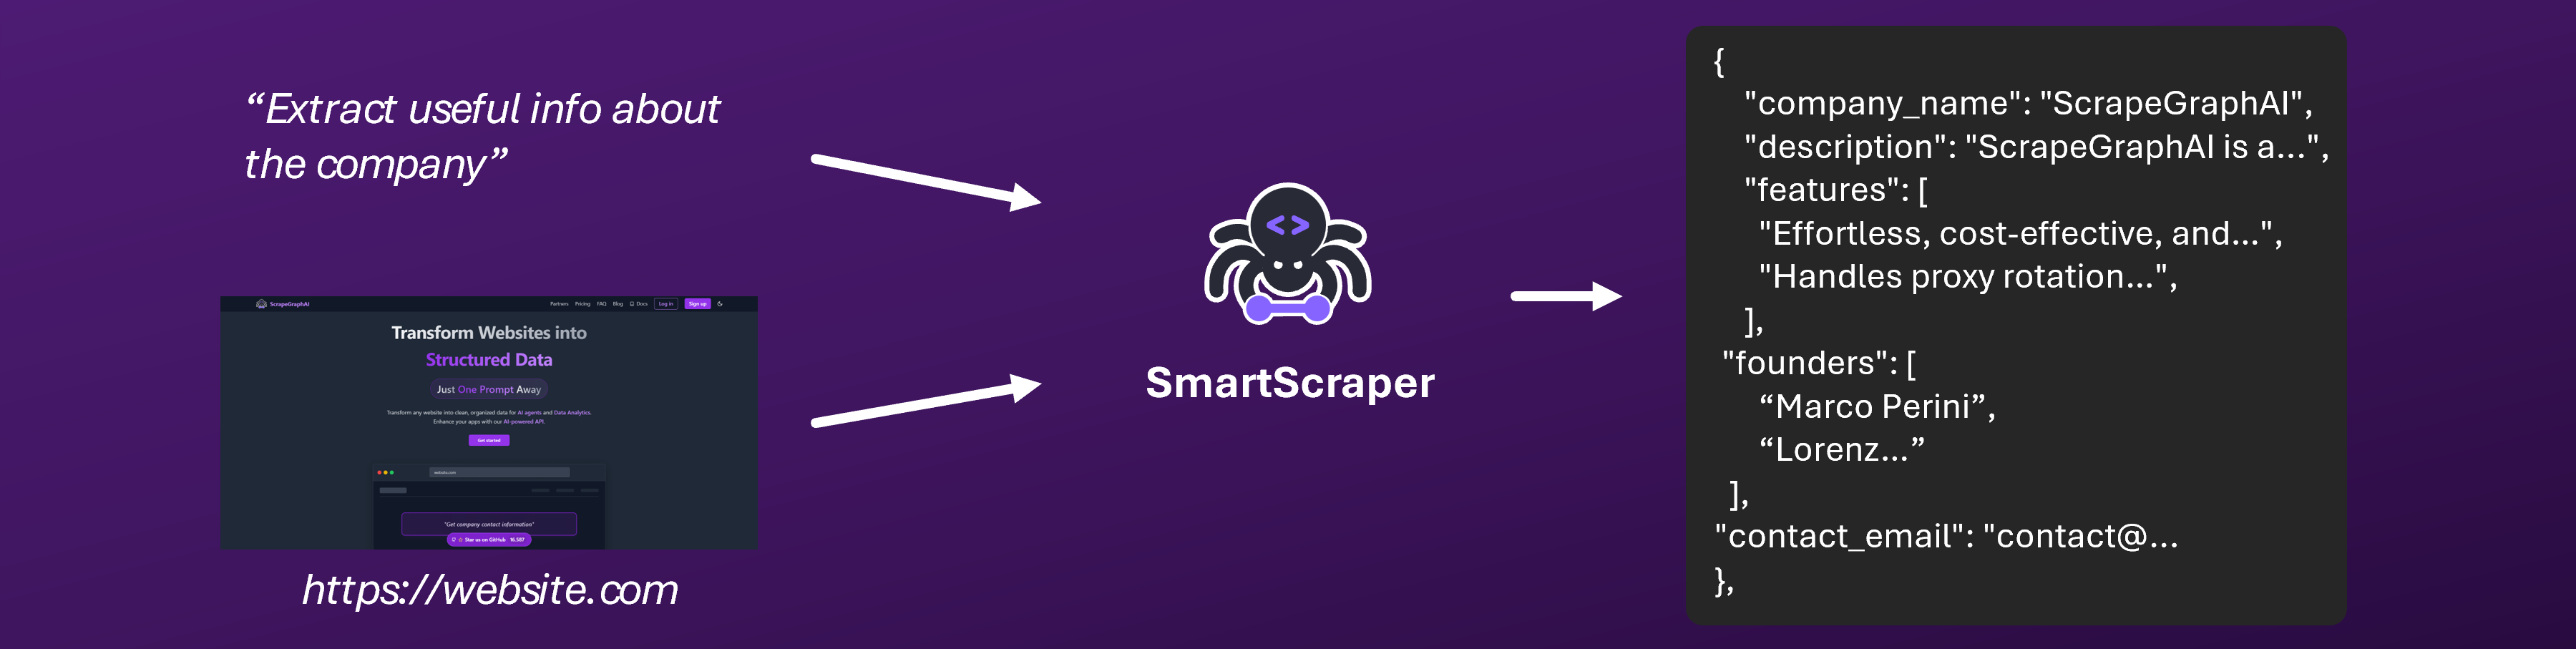 “Extract useful info about
the company”
ScrapeGraphAI
Partners Pricing FAQ Blog Docs Log in Sign up
Transform Websites into
Structured Data
Just One Prompt Away
Transform any website into clean, organized data for AI agents and Data Analytics.
Enhance your apps with our AI-powered API.
Get started
website.com
"Get company contact information"
Star us on GitHub 16.587
https://website.com
<>
SmartScraper
{
"company_name": "ScrapeGraphAI",
"description": "ScrapeGraphAI is a...",
"features": [
"Effortless, cost-effective, and...",
"Handles proxy rotation...",
],
"founders": [
“Marco Perini”,
“Lorenz...”
],
"contact_email": "contact@...
},